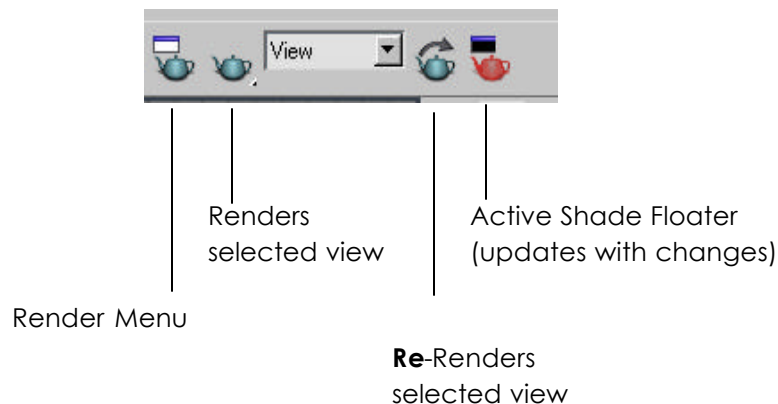 View
Renders
selected view
Active Shade Floater
(updates with changes)
Render Menu
Re-Renders
selected view